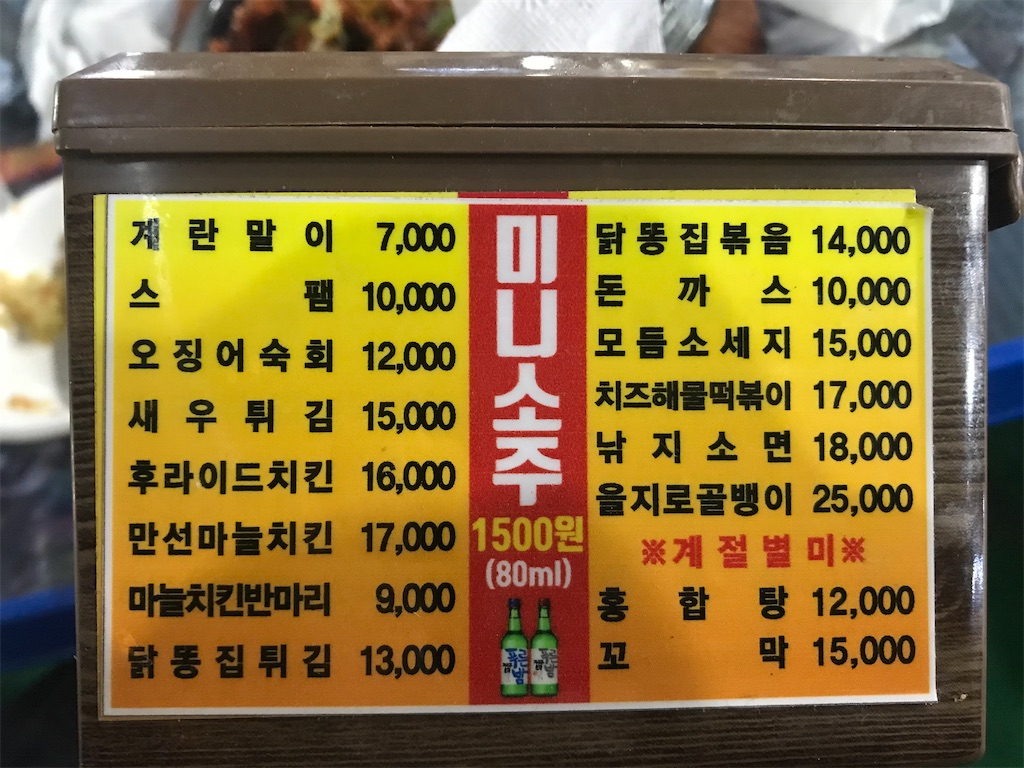 계란말이 7,000
스팸 10,000
오징어숙회 12,000
새우튀김 15,000
후라이드치킨 16,000
만선마늘치킨 17,000
마늘치킨반마리 9,000
닭똥집튀김 13,000
미니소주
1500원
(80ml)
닭똥집볶음 14,000
돈까스 10,000
모듬소세지 15,000
치즈해물떡볶이 17,000
낚지소면 18,000
을지로골뱅이 25,000
※계절별미※
홍합탕 12,000
꼬막 15,000